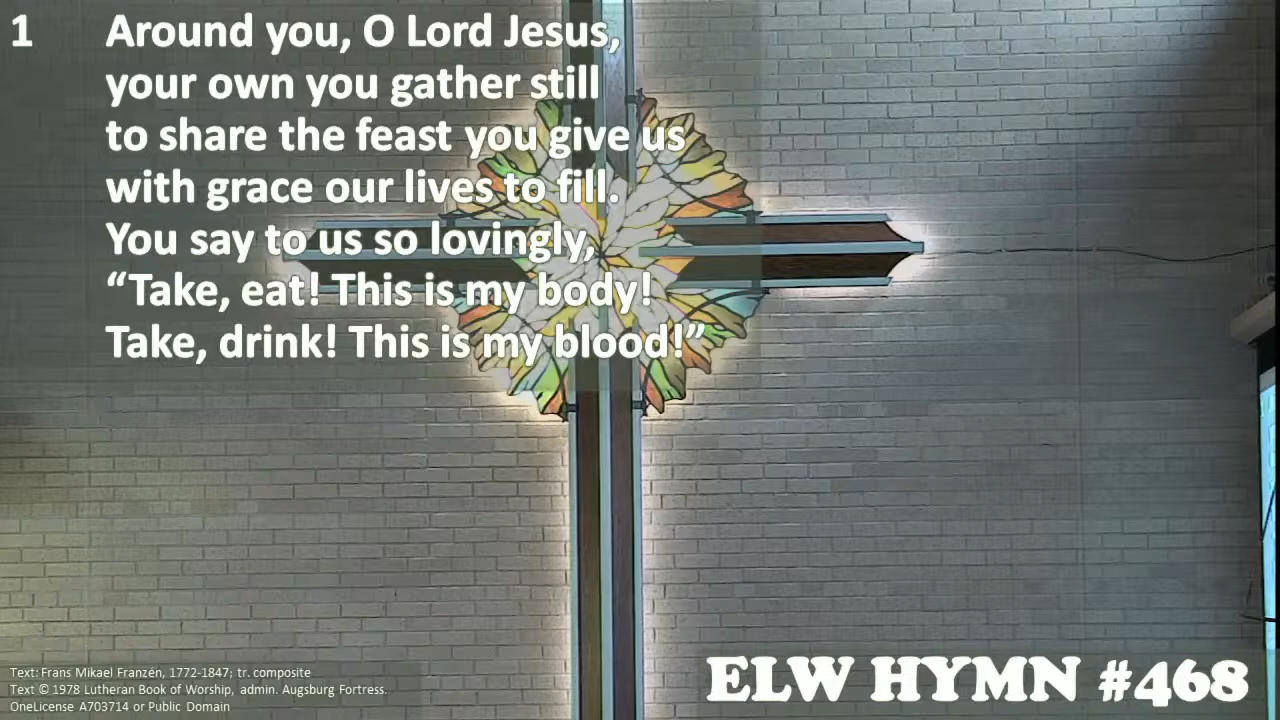 1 Around you, O Lord Jesus,
your own you gather still
to share the feast you give us
with grace our lives to fill.
You say to us so lovingly,
“Take, eat! This is my body!
Take, drink! This is my blood!”
Text: Frans Mikael Franzén, 1772-1847; tr. composite
Text © 1978 Lutheran Book of Worship, admin. Augsburg Fortress.
OneLicense A703714 or Public Domain
ELW HYMN #468